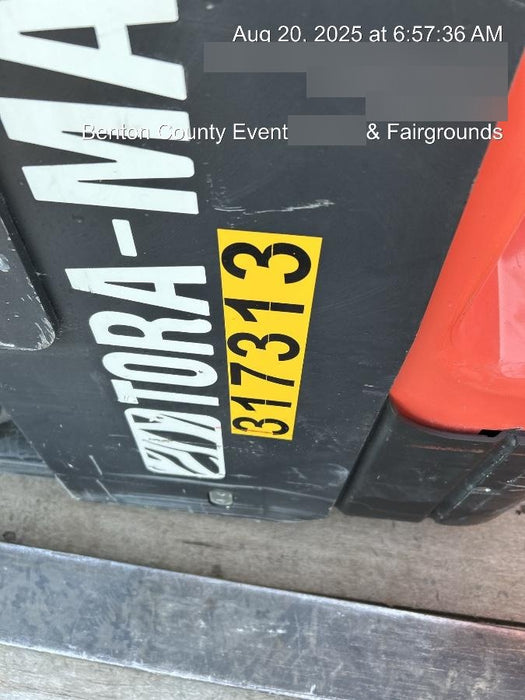 Aug 20, 2025 at 6:57:36 AM
Benton County Event & Fairgrounds
TORA-MA
317313